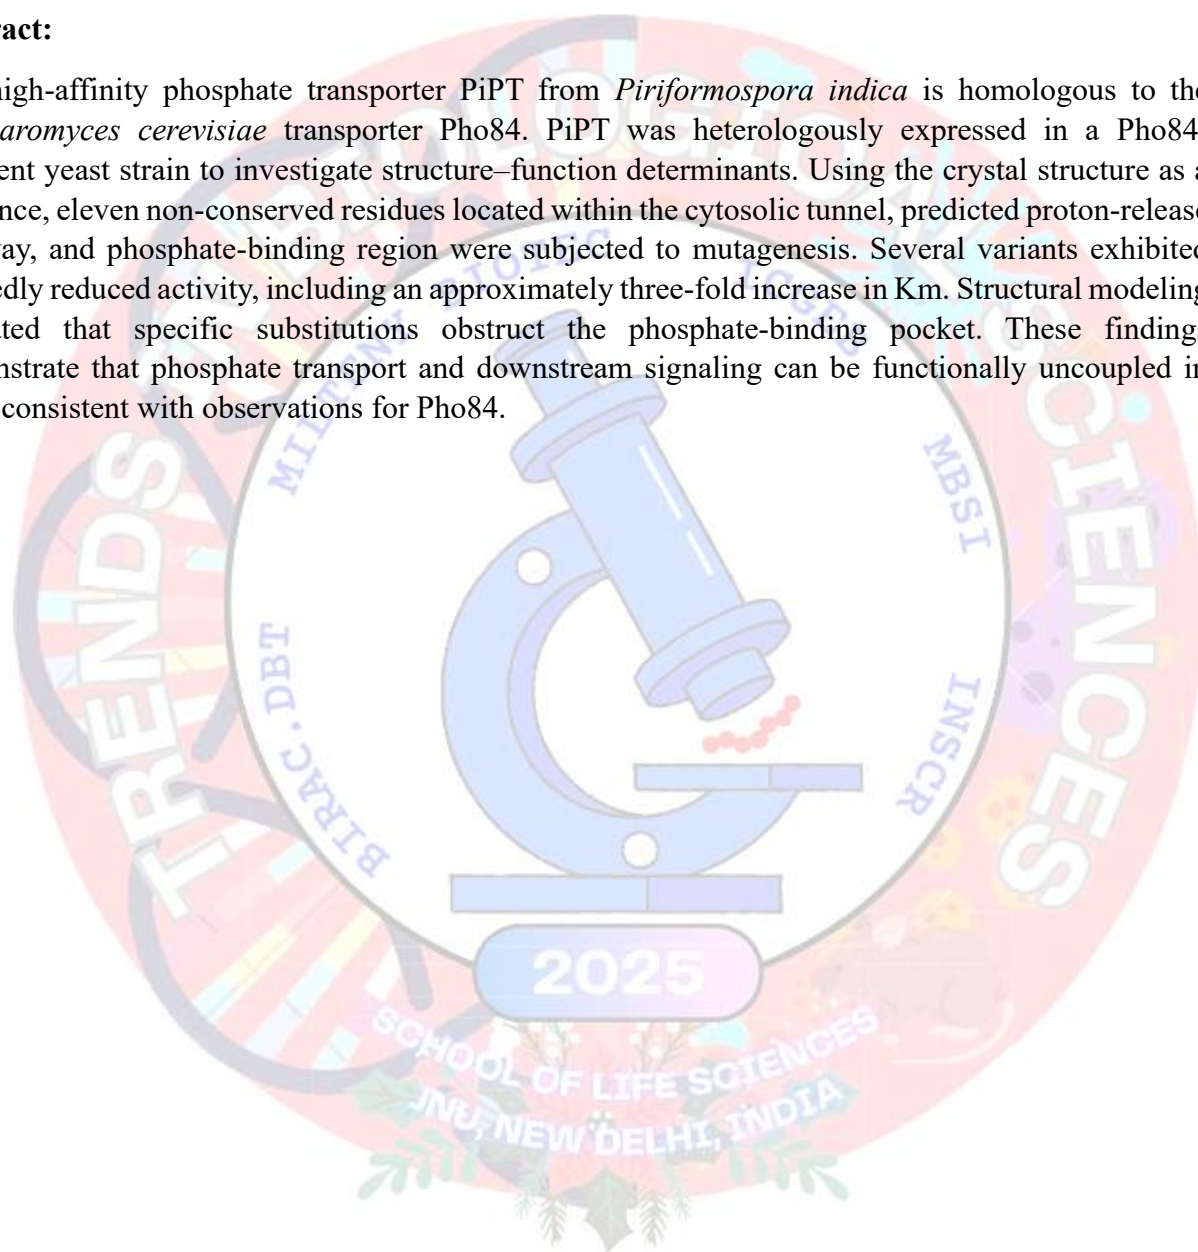 ract:
high-affinity phosphate transporter PiPT from Piriformospora indica is homologous to the
aromyces cerevisiae transporter Pho84. PiPT was heterologously expressed in a Pho84
ent yeast strain to investigate structure–function determinants. Using the crystal structure as a
nce, eleven non-conserved residues located within the cytosolic tunnel, predicted proton-release
ay, and phosphate-binding region were subjected to mutagenesis. Several variants exhibited
edly reduced activity, including an approximately three-fold increase in Km. Structural modeling
ated that specific substitutions obstruct the phosphate-binding pocket. These findings
nstrate that phosphate transport and downstream signaling can be functionally uncoupled in
consistent with observations for Pho84.
TRENDS
SCIENCES
MILTENY BIOTEC
MBSI
INSCR
BIRAC.DBT
2025
SCHOOL OF LIFE SCIENCES
JNU, NEW DELHI, INDIA